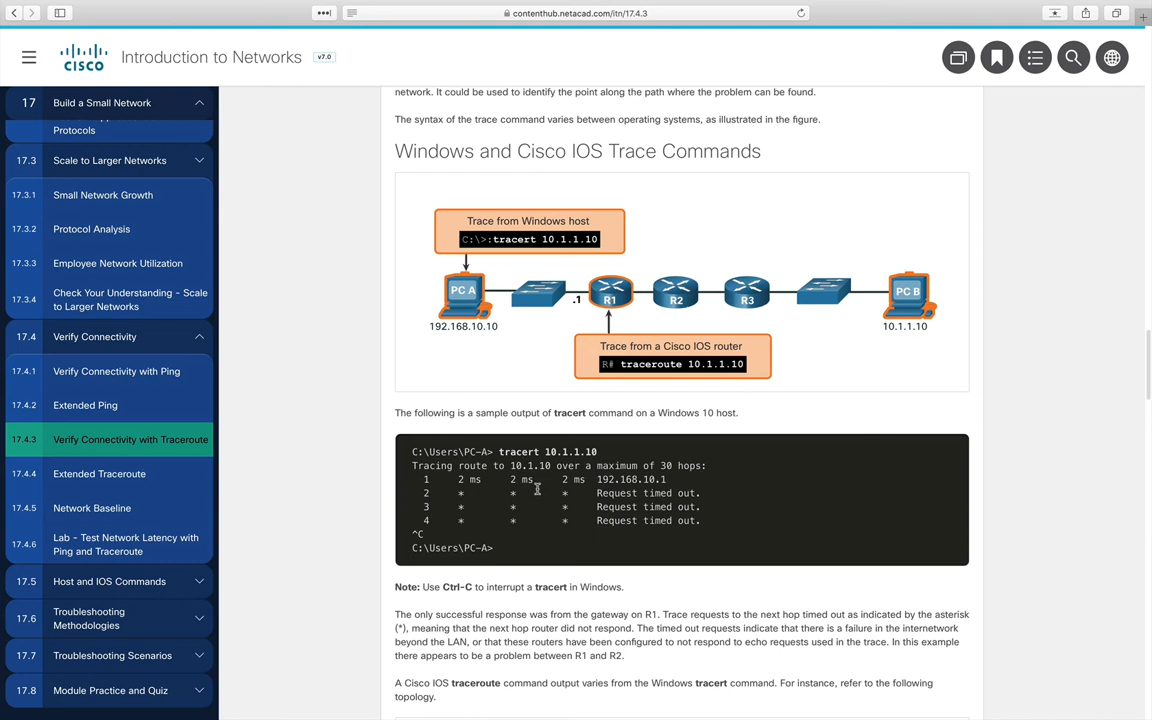 contenthub.netacad.com/itn/17.4.3
CISCO
Introduction to Networks
v7.0
17 Build a Small Network
Protocols
17.3 Scale to Larger Networks
17.3.1 Small Network Growth
17.3.2 Protocol Analysis
17.3.3 Employee Network Utilization
17.3.4 Check Your Understanding - Scale
to Larger Networks
17.4 Verify Connectivity
17.4.1 Verify Connectivity with Ping
17.4.2 Extended Ping
17.4.3 Verify Connectivity with Traceroute
17.4.4 Extended Traceroute
17.4.5 Network Baseline
17.4.6 Lab - Test Network Latency with
Ping and Traceroute
17.5 Host and IOS Commands
17.6 Troubleshooting
Methodologies
17.7 Troubleshooting Scenarios
17.8 Module Practice and Quiz
network. It could be used to identify the point along the path where the problem can be found.
The syntax of the trace command varies between operating systems, as illustrated in the figure.
Windows and Cisco IOS Trace Commands
Trace from Windows host
C:\>:tracert 10.1.1.10
PC A
.1
R1
R2
R3
PC B
192.168.10.10
10.1.1.10
Trace from a Cisco IOS router
R# traceroute 10.1.1.10
The following is a sample output of tracert command on a Windows 10 host.
C:\Users\PC-A> tracert 10.1.1.10
Tracing route to 10.1.10 over a maximum of 30 hops:
1 2 ms 2 ms 2 ms 192.168.10.1
2 * * * Request timed out.
3 * * * Request timed out.
4 * * * Request timed out.
^C
C:\Users\PC-A>
Note: Use Ctrl-C to interrupt a tracert in Windows.
The only successful response was from the gateway on R1. Trace requests to the next hop timed out as indicated by the asterisk
(*), meaning that the next hop router did not respond. The timed out requests indicate that there is a failure in the internetwork
beyond the LAN, or that these routers have been configured to not respond to echo requests used in the trace. In this example
there appears to be a problem between R1 and R2.
A Cisco IOS traceroute command output varies from the Windows tracert command. For instance, refer to the following
topology.